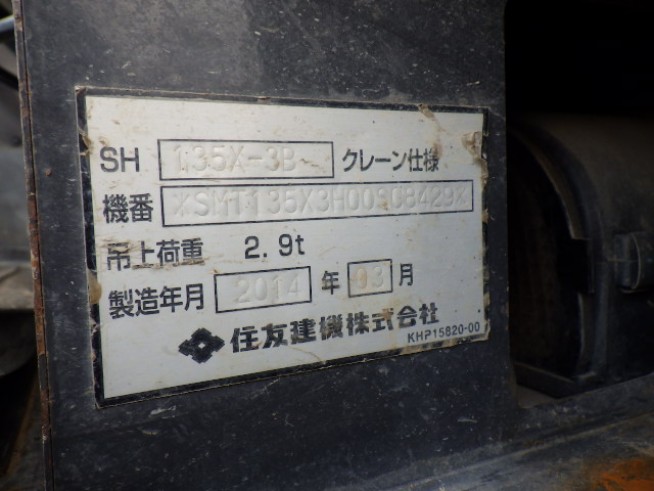 SH 135X-3B クレーン仕様
機番 *SMT135X3H00S08429*
吊上荷重 2.9t
製造年月 2014 年 03 月
住友建機株式会社
KHP15820-00